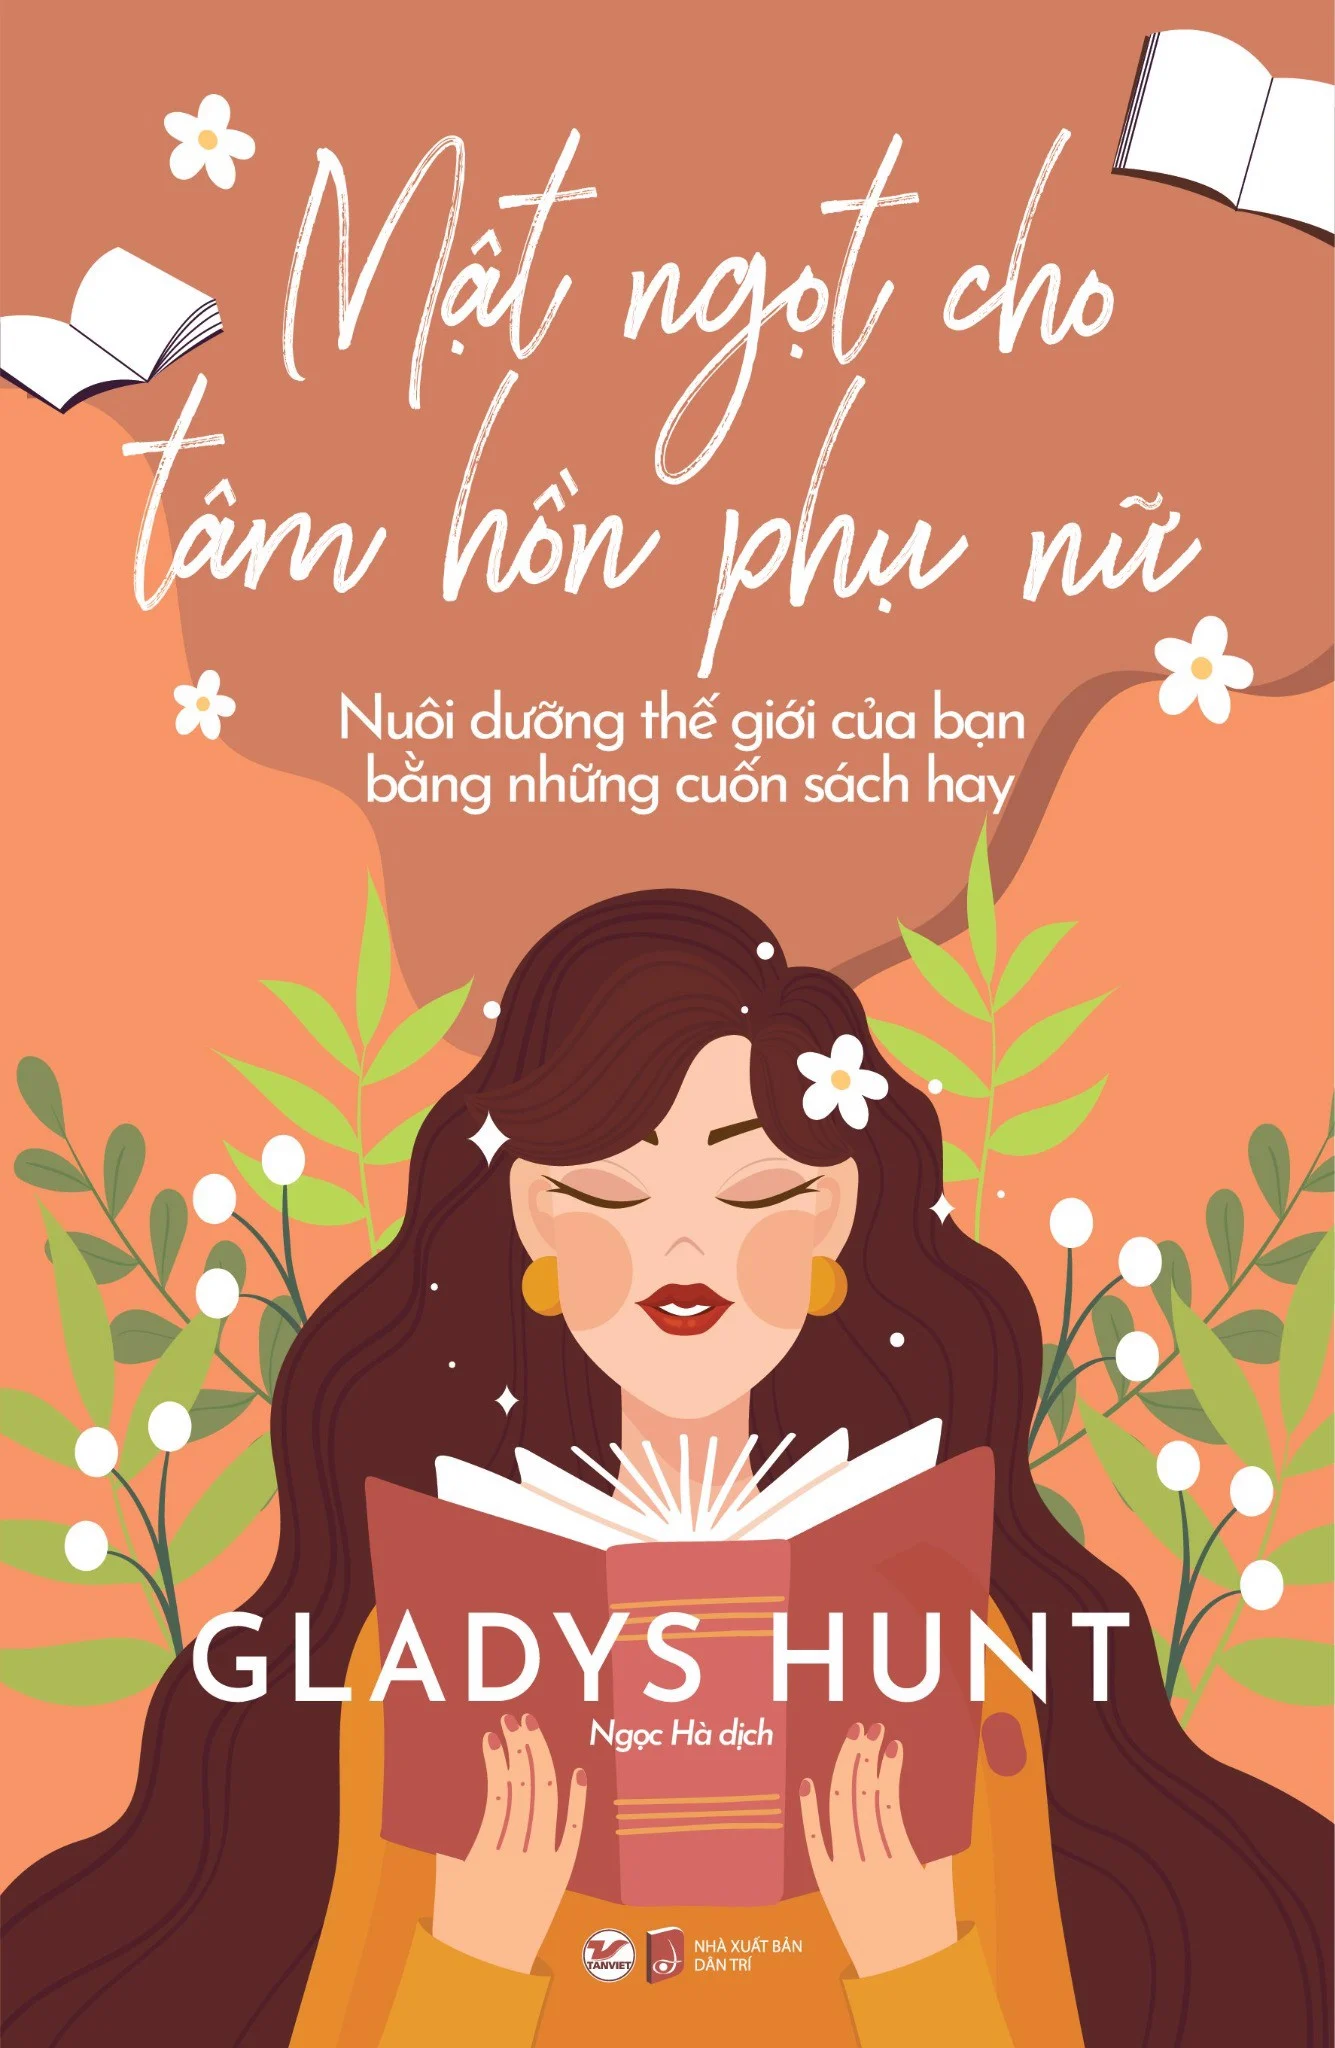 Mật ngọt cho
tâm hồn phụ nữ
Nuôi dưỡng thế giới của bạn
bằng những cuốn sách hay
GLADYS HUNT
Ngọc Hà dịch
TANVIET
NHÀ XUẤT BẢN
DÂN TRÍ